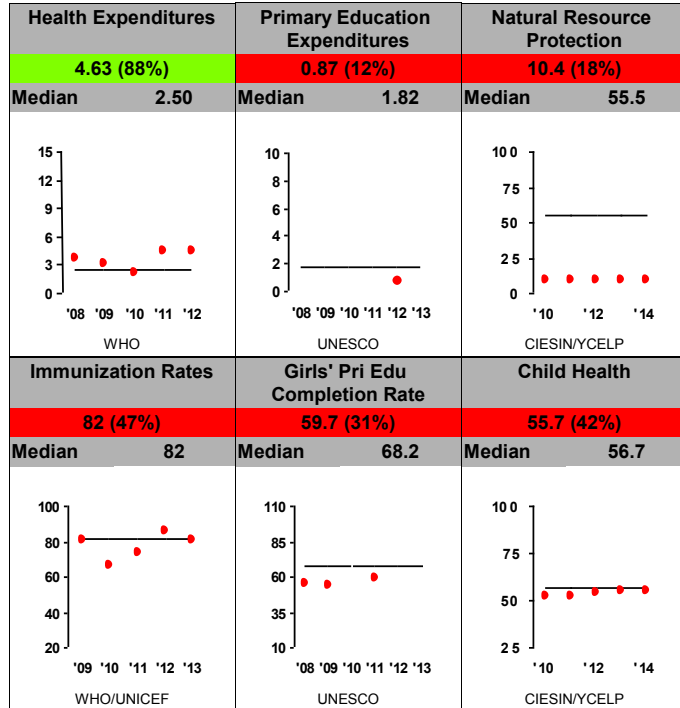 Health Expenditures
4.63 (88%)
Median 2.50
15
12
9
6
3
0
'08 '09 '10 '11 '12
WHO
Primary Education
Expenditures
0.87 (12%)
Median 1.82
10
8
6
4
2
0
'08 '09 '10 '11 '12 '13
UNESCO
Natural Resource
Protection
10.4 (18%)
Median 55.5
100
75
50
25
0
'10 '12 '14
CIESIN/YCELP
Immunization Rates
82 (47%)
Median 82
100
80
60
40
20
'09 '10 '11 '12 '13
WHO/UNICEF
Girls' Pri Edu
Completion Rate
59.7 (31%)
Median 68.2
110
85
60
35
10
'08 '09 '10 '11 '12 '13
UNESCO
Child Health
55.7 (42%)
Median 56.7
100
75
50
25
'10 '12 '14
CIESIN/YCELP